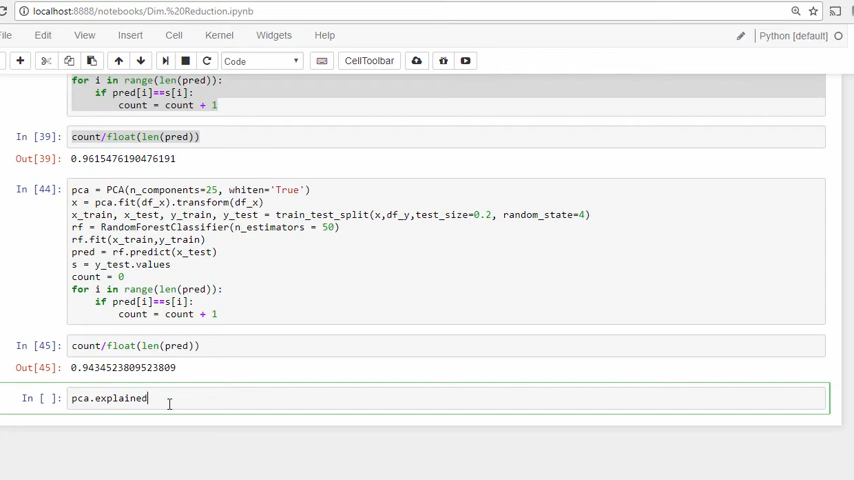 localhost:8888/notebooks/Dim.%20Reduction.ipynb
File Edit View Insert Cell Kernel Widgets Help Python [default]
Code CellToolbar
for i in range(len(pred)):
if pred[i]==s[i]:
count = count + 1
In [39]: count/float(len(pred))
Out[39]: 0.9615476190476191
In [44]: pca = PCA(n_components=25, whiten='True')
x = pca.fit(df_x).transform(df_x)
x_train, x_test, y_train, y_test = train_test_split(x,df_y,test_size=0.2, random_state=4)
rf = RandomForestClassifier(n_estimators = 50)
rf.fit(x_train,y_train)
pred = rf.predict(x_test)
s = y_test.values
count = 0
for i in range(len(pred)):
if pred[i]==s[i]:
count = count + 1
In [45]: count/float(len(pred))
Out[45]: 0.9434523809523809
In [ ]: pca.explained